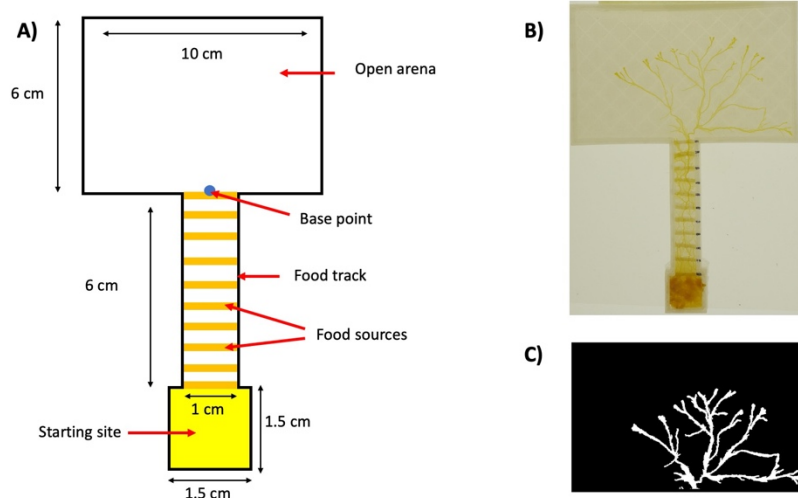 A)
10 cm
6 cm
Open arena
Base point
6 cm
Food track
Food sources
1 cm
Starting site
1.5 cm
1.5 cm
B)
C)